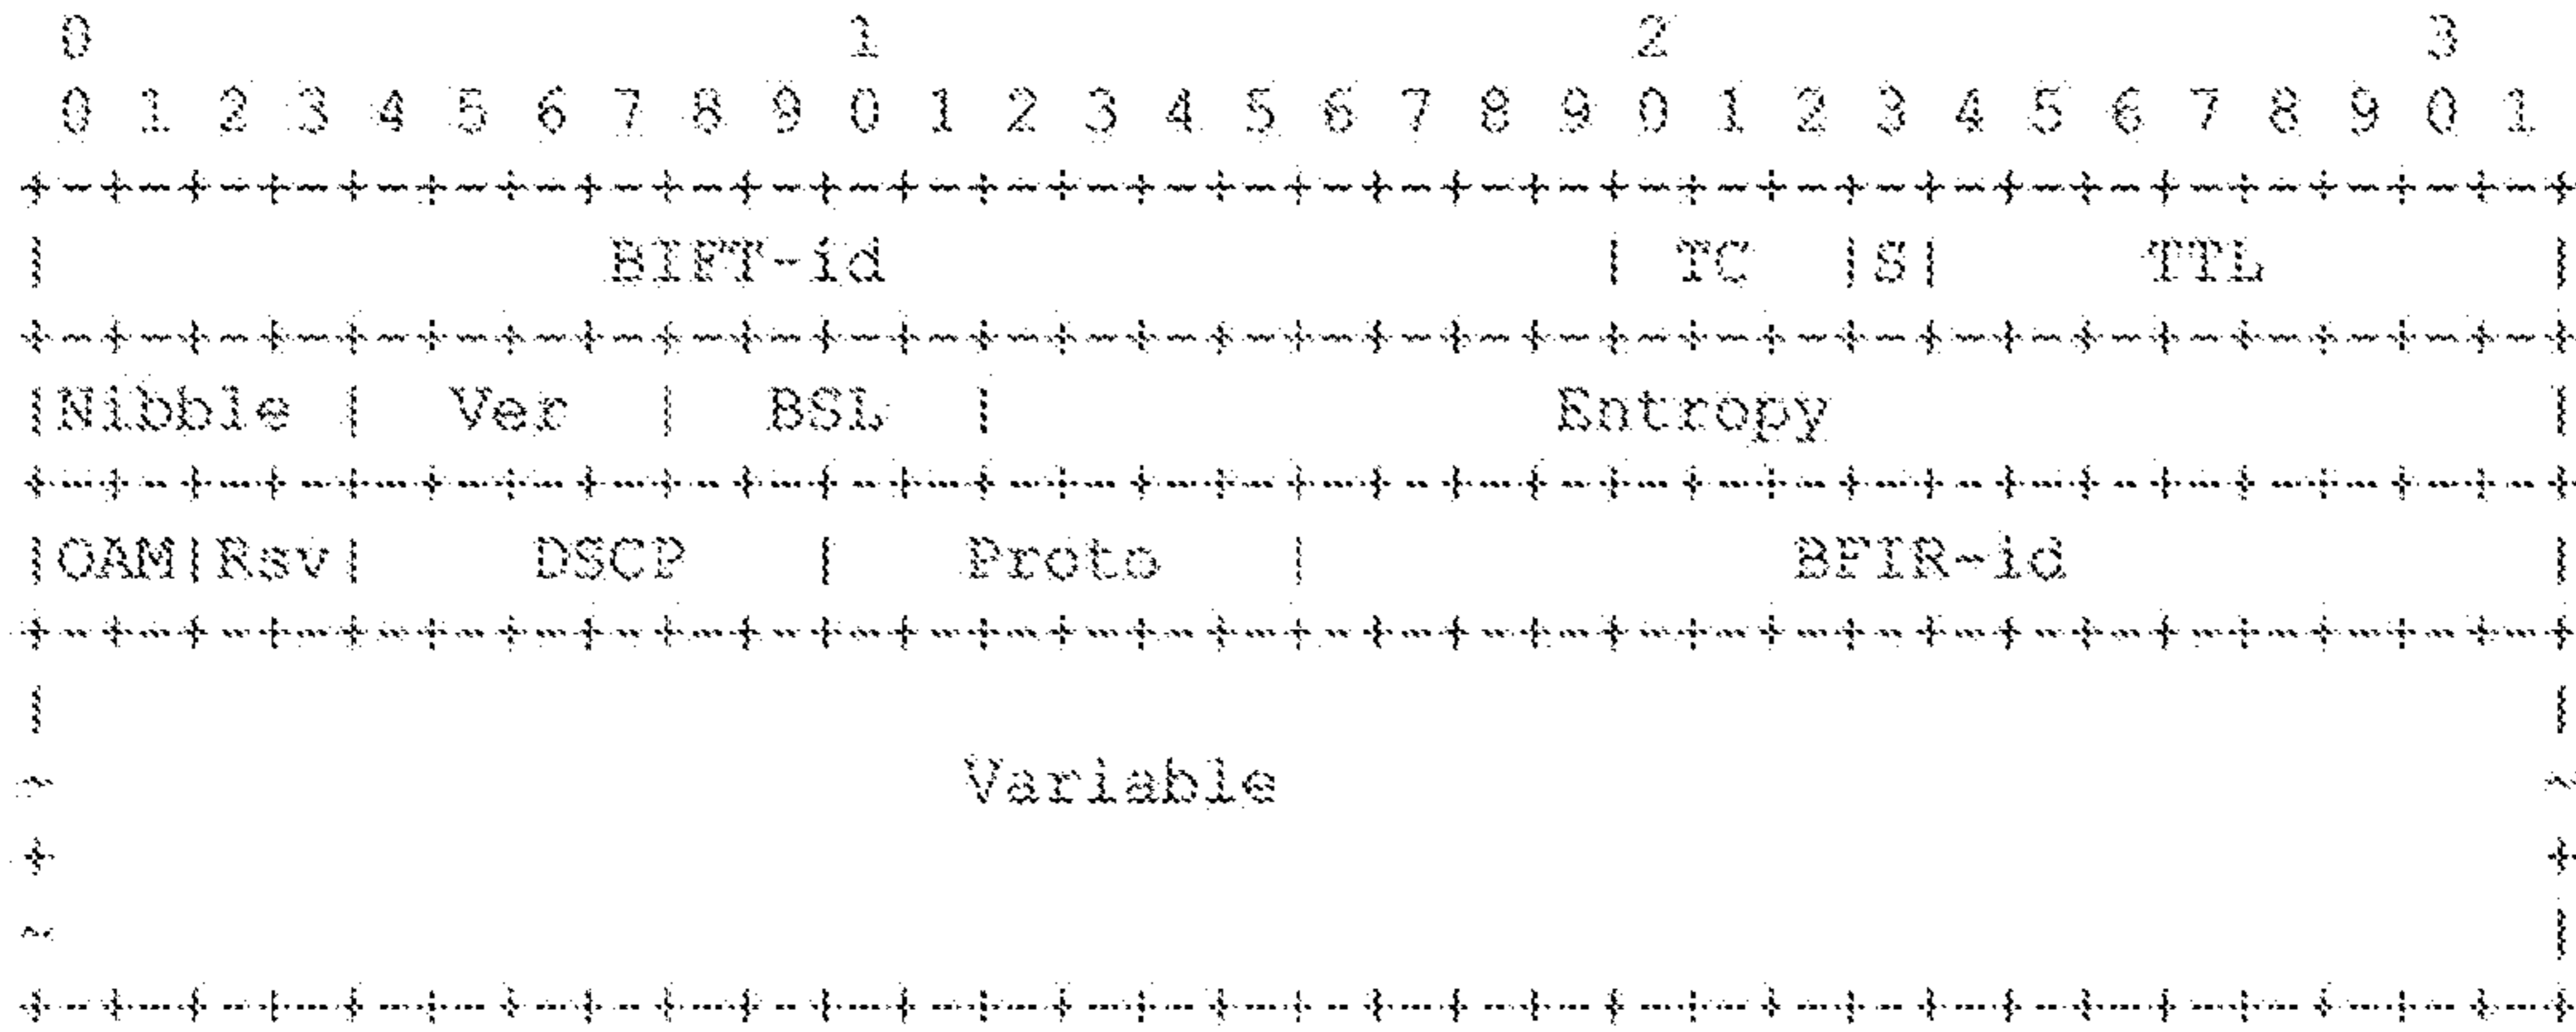 0                   1                   2                   3
 0 1 2 3 4 5 6 7 8 9 0 1 2 3 4 5 6 7 8 9 0 1 2 3 4 5 6 7 8 9 0 1
+-+-+-+-+-+-+-+-+-+-+-+-+-+-+-+-+-+-+-+-+-+-+-+-+-+-+-+-+-+-+-+-+
|              BIFT-id                  | TC  |S|     TTL       |
+-+-+-+-+-+-+-+-+-+-+-+-+-+-+-+-+-+-+-+-+-+-+-+-+-+-+-+-+-+-+-+-+
|Nibble |  Ver  |  BSL  |              Entropy                  |
+-+-+-+-+-+-+-+-+-+-+-+-+-+-+-+-+-+-+-+-+-+-+-+-+-+-+-+-+-+-+-+-+
|OAM|Rsv|    DSCP   |   Proto   |            BFIR-id            |
+-+-+-+-+-+-+-+-+-+-+-+-+-+-+-+-+-+-+-+-+-+-+-+-+-+-+-+-+-+-+-+-+
|                                                               |
~                       Variable                                ~
+                                                               +
~                                                               |
+-+-+-+-+-+-+-+-+-+-+-+-+-+-+-+-+-+-+-+-+-+-+-+-+-+-+-+-+-+-+-+-+